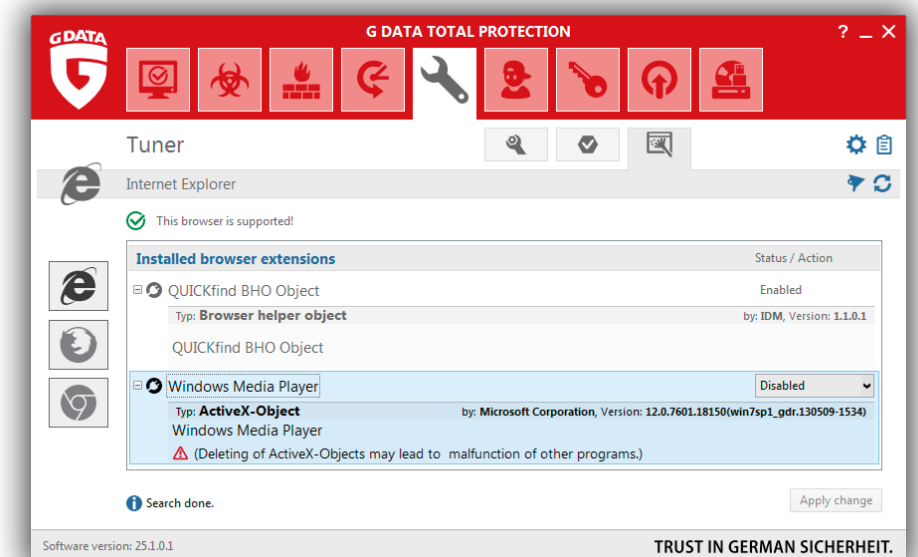 G DATA
G DATA TOTAL PROTECTION
? _ X
Tuner
Internet Explorer
This browser is supported!
Installed browser extensions Status / Action
QUICKfind BHO Object Enabled
Typ: Browser helper object by: IDM, Version: 1.1.0.1
QUICKfind BHO Object
Windows Media Player Disabled
Typ: ActiveX-Object by: Microsoft Corporation, Version: 12.0.7601.18150(win7sp1_gdr.130509-1534)
Windows Media Player
(Deleting of ActiveX-Objects may lead to malfunction of other programs.)
Search done.
Apply change
Software version: 25.1.0.1 TRUST IN GERMAN SICHERHEIT.